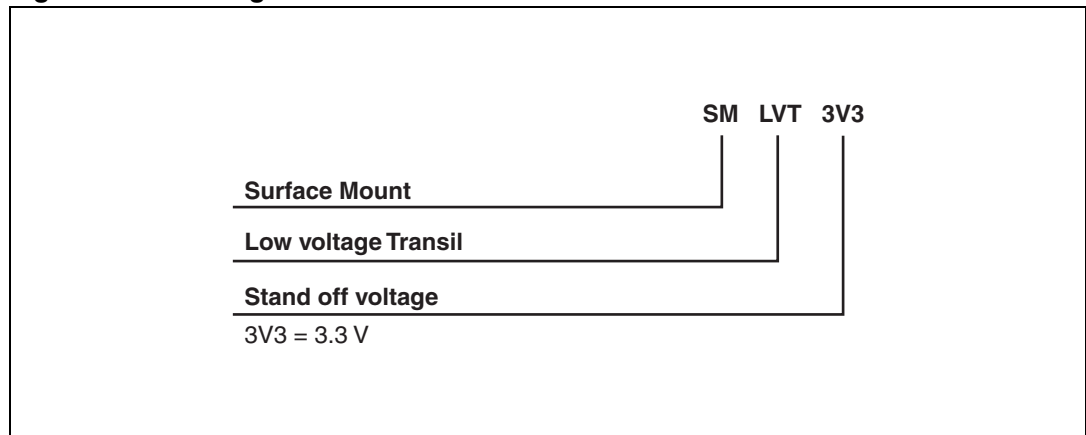 SM LVT 3V3
Surface Mount
Low voltage Transil
Stand off voltage
3V3 = 3.3 V